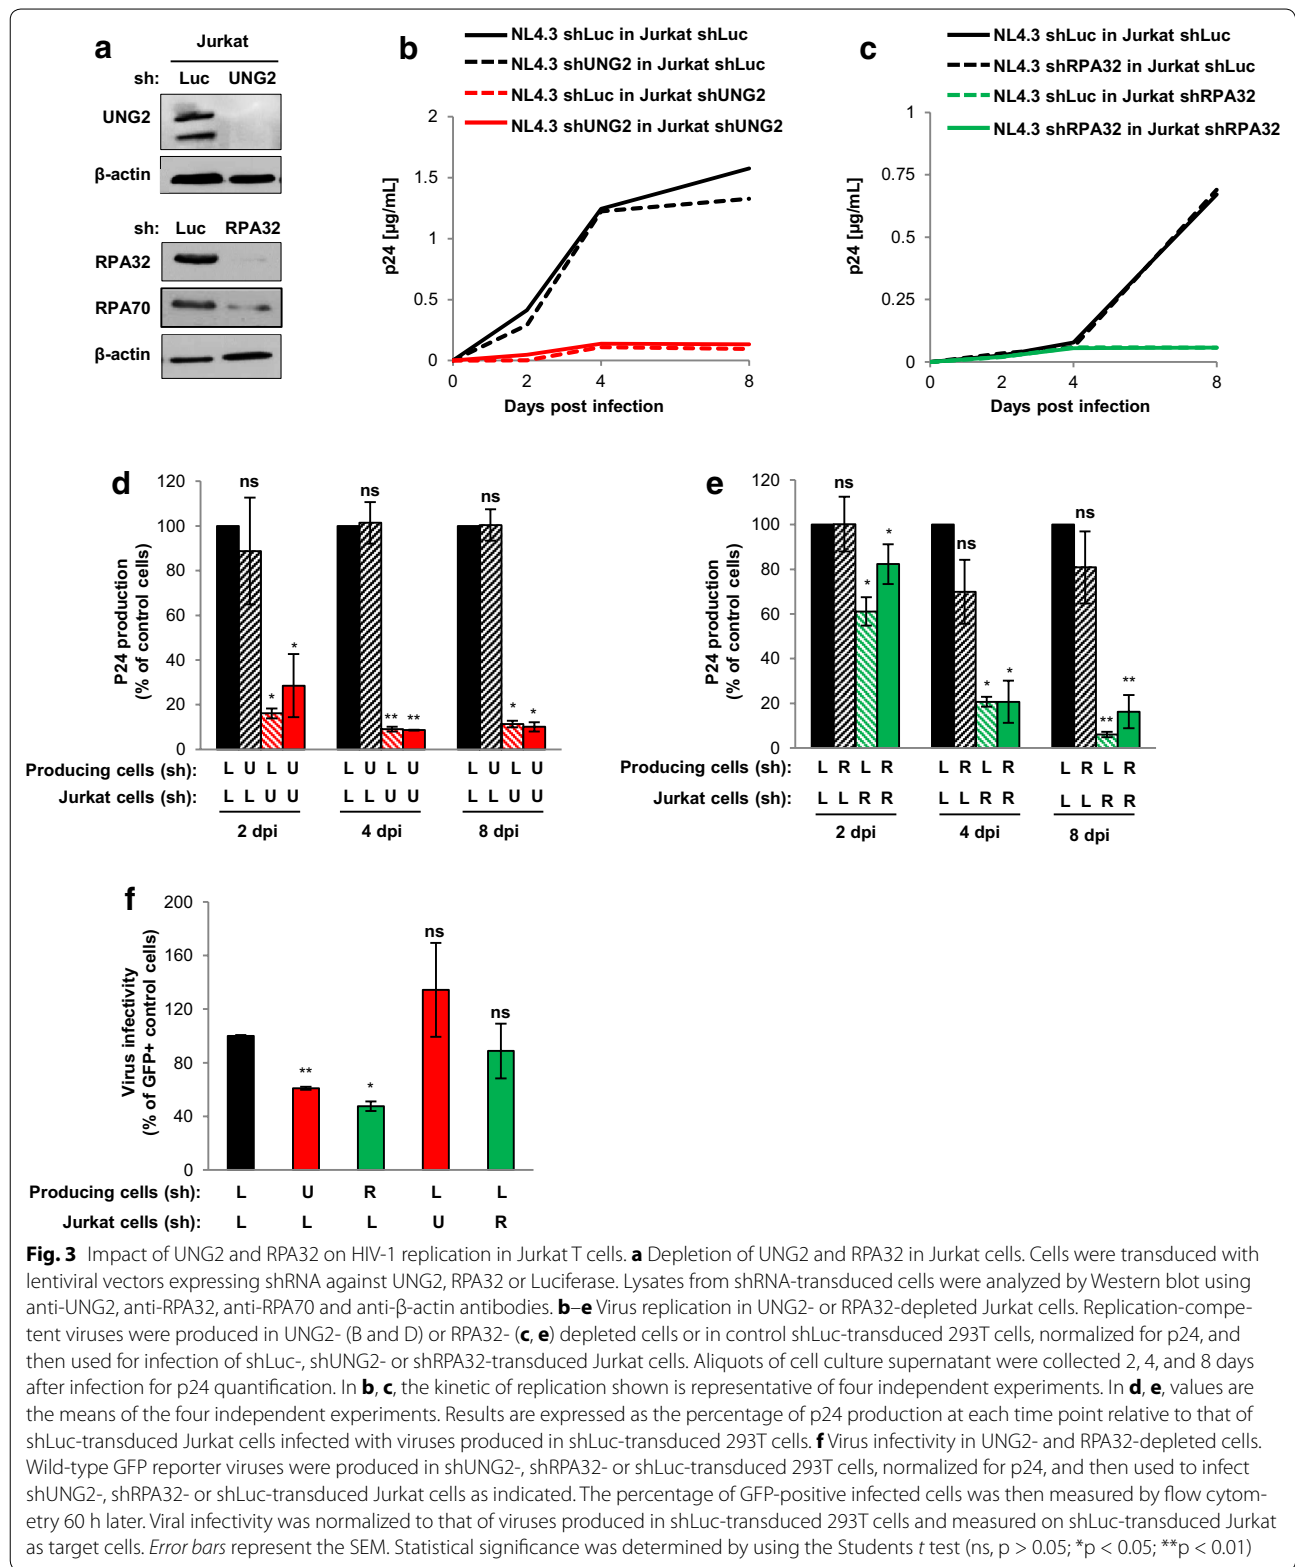 a
Jurkat
sh: Luc UNG2
UNG2
β-actin
sh: Luc RPA32
RPA32
RPA70
β-actin
b
NL4.3 shLuc in Jurkat shLuc
NL4.3 shUNG2 in Jurkat shLuc
NL4.3 shLuc in Jurkat shUNG2
NL4.3 shUNG2 in Jurkat shUNG2
p24 [µg/mL]
2
1.5
1
0.5
0
0 2 4 8
Days post infection
c
NL4.3 shLuc in Jurkat shLuc
NL4.3 shRPA32 in Jurkat shLuc
NL4.3 shLuc in Jurkat shRPA32
NL4.3 shRPA32 in Jurkat shRPA32
p24 [µg/mL]
1
0.75
0.5
0.25
0
0 2 4 8
Days post infection
d
P24 production
(% of control cells)
120
100
80
60
40
20
0
ns * * ns ** ** ns * *
Producing cells (sh): L U L U L U L U L U L U
Jurkat cells (sh): L L U U L L U U L L U U
2 dpi 4 dpi 8 dpi
e
P24 production
(% of control cells)
120
100
80
60
40
20
0
ns * * ns * * ns ** **
Producing cells (sh): L R L R L R L R L R L R
Jurkat cells (sh): L L R R L L R R L L R R
2 dpi 4 dpi 8 dpi
f
Virus infectivity
(% of GFP+ control cells)
200
160
120
80
40
0
** * ns ns
Producing cells (sh): L U R L L
Jurkat cells (sh): L L L U R
Fig. 3 Impact of UNG2 and RPA32 on HIV-1 replication in Jurkat T cells. a Depletion of UNG2 and RPA32 in Jurkat cells. Cells were transduced with
lentiviral vectors expressing shRNA against UNG2, RPA32 or Luciferase. Lysates from shRNA-transduced cells were analyzed by Western blot using
anti-UNG2, anti-RPA32, anti-RPA70 and anti-β-actin antibodies. b–e Virus replication in UNG2- or RPA32-depleted Jurkat cells. Replication-compe-
tent viruses were produced in UNG2- (B and D) or RPA32- (c, e) depleted cells or in control shLuc-transduced 293T cells, normalized for p24, and
then used for infection of shLuc-, shUNG2- or shRPA32-transduced Jurkat cells. Aliquots of cell culture supernatant were collected 2, 4, and 8 days
after infection for p24 quantification. In b, c, the kinetic of replication shown is representative of four independent experiments. In d, e, values are
the means of the four independent experiments. Results are expressed as the percentage of p24 production at each time point relative to that of
shLuc-transduced Jurkat cells infected with viruses produced in shLuc-transduced 293T cells. f Virus infectivity in UNG2- and RPA32-depleted cells.
Wild-type GFP reporter viruses were produced in shUNG2-, shRPA32- or shLuc-transduced 293T cells, normalized for p24, and then used to infect
shUNG2-, shRPA32- or shLuc-transduced Jurkat cells as indicated. The percentage of GFP-positive infected cells was then measured by flow cytom-
etry 60 h later. Viral infectivity was normalized to that of viruses produced in shLuc-transduced 293T cells and measured on shLuc-transduced Jurkat
as target cells. Error bars represent the SEM. Statistical significance was determined by using the Students t test (ns, p > 0.05; *p < 0.05; **p < 0.01)